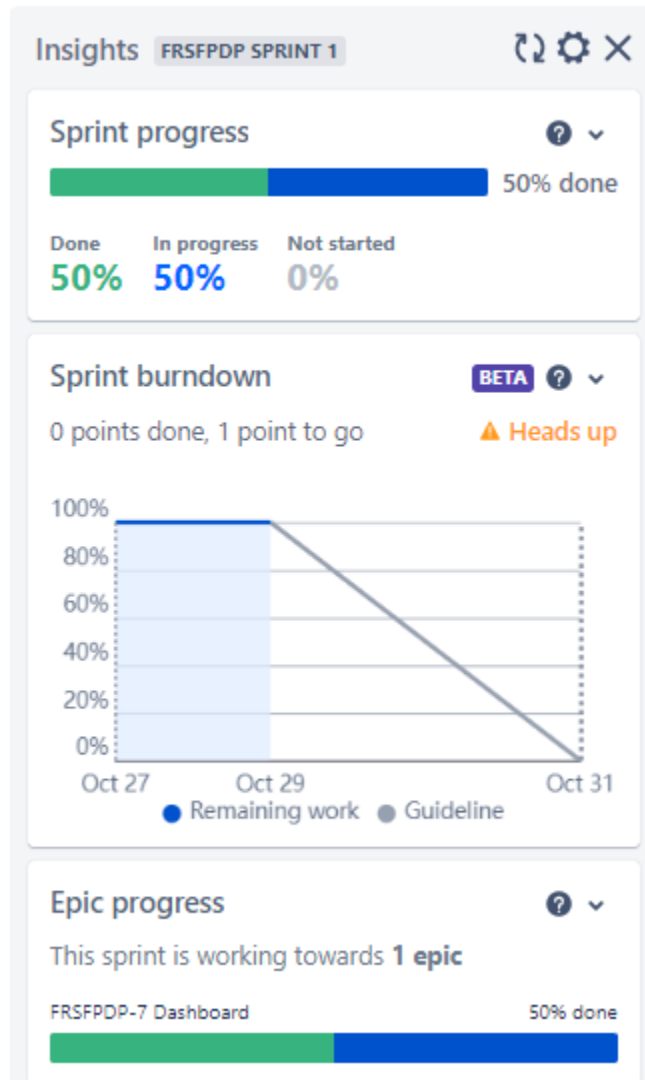 Insights FRSFPDP SPRINT 1
Sprint progress
50% done
Done In progress Not started
50% 50% 0%
Sprint burndown BETA
0 points done, 1 point to go Heads up
100%
80%
60%
40%
20%
0%
Oct 27 Oct 29 Oct 31
Remaining work Guideline
Epic progress
This sprint is working towards 1 epic
FRSFPDP-7 Dashboard 50% done